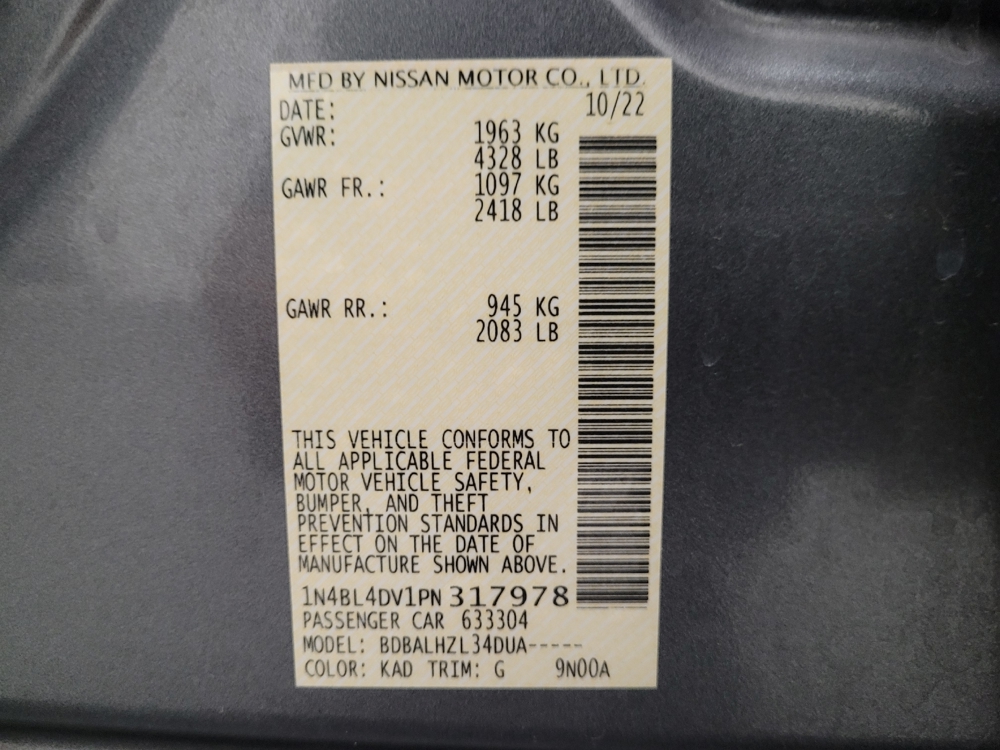 MFD BY NISSAN MOTOR CO., LTD.
DATE: 10/22
GVWR: 1963 KG
4328 LB
GAWR FR.: 1097 KG
2418 LB
GAWR RR.: 945 KG
2083 LB
THIS VEHICLE CONFORMS TO
ALL APPLICABLE FEDERAL
MOTOR VEHICLE SAFETY,
BUMPER, AND THEFT
PREVENTION STANDARDS IN
EFFECT ON THE DATE OF
MANUFACTURE SHOWN ABOVE.
1N4BL4DV1PN 317978
PASSENGER CAR 633304
MODEL: BDBALHZL34DUA-----
COLOR: KAD TRIM: G 9N00A